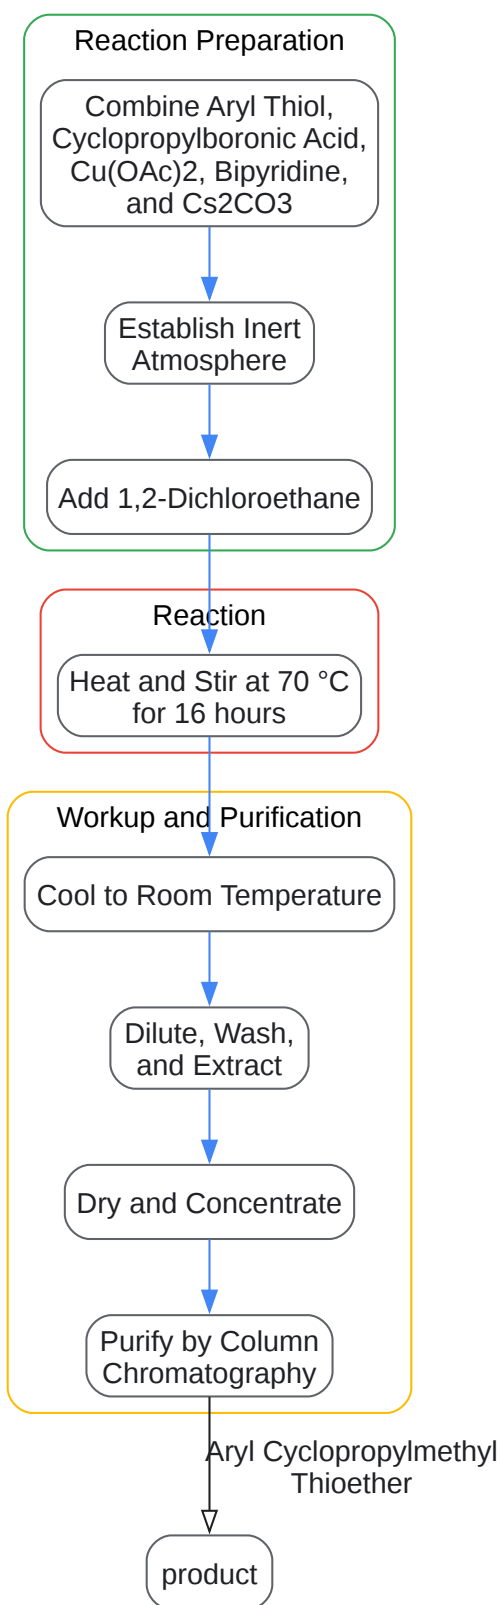 Reaction Preparation
Combine Aryl Thiol,
Cyclopropylboronic Acid,
Cu(OAc)2, Bipyridine,
and Cs2CO3
Establish Inert
Atmosphere
Add 1,2-Dichloroethane
Reaction
Heat and Stir at 70 °C
for 16 hours
Workup and Purification
Cool to Room Temperature
Dilute, Wash,
and Extract
Dry and Concentrate
Purify by Column
Chromatography
Aryl Cyclopropylmethyl
Thioether
product